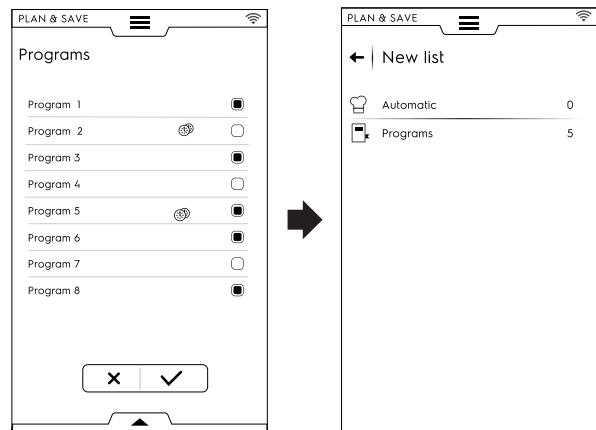 PLAN & SAVE
Programs
Program 1
Program 2
Program 3
Program 4
Program 5
Program 6
Program 7
Program 8
PLAN & SAVE
New list
Automatic 0
Programs 5